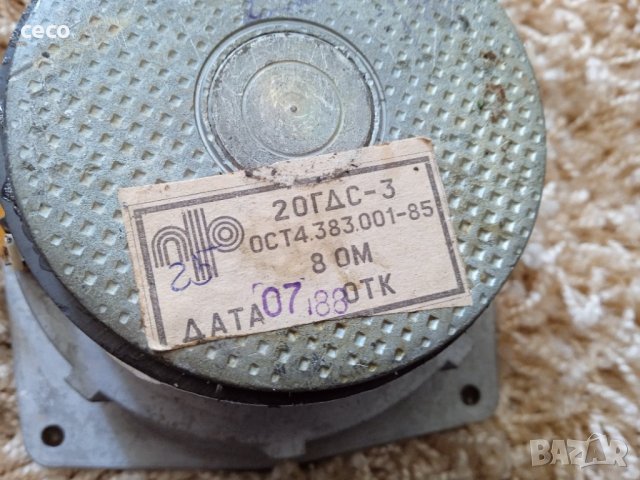 ceco.
20ГДС-3
ОСТ4.383.001-85
8 ОМ
ДАТА 07 88 ОТК
BAZAR